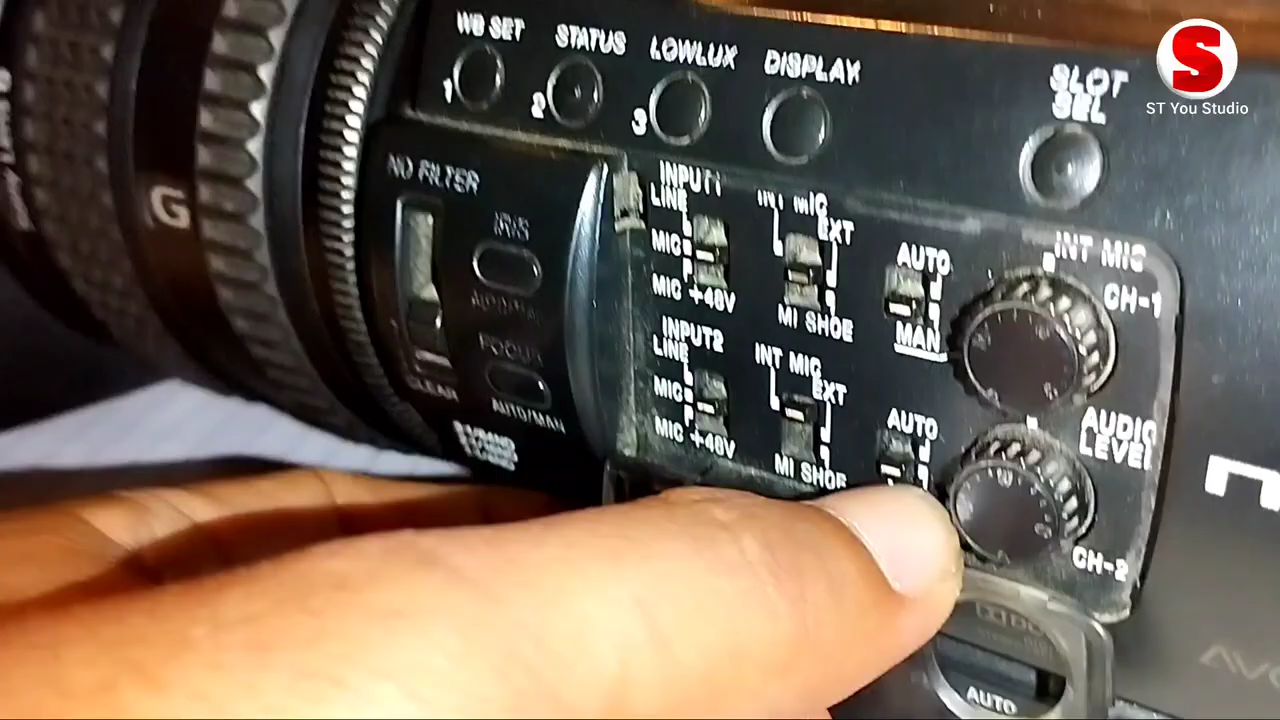 WB SET
STATUS
LOWLUX
DISPLAY
SLOT
SEL
S
ST You Studio
1
2
3
ND FILTER
CLEAR
IRIS
FOCUS
AUTO/MAN
G
INPUT1
LINE
MIC
MIC +48V
INT MIC
EXT
MI SHOE
AUTO
MAN
INT MIC
CH-1
INPUT2
LINE
MIC
MIC +48V
INT MIC
EXT
MI SHOE
AUTO
AUDIO
LEVEL
CH-2
AUTO